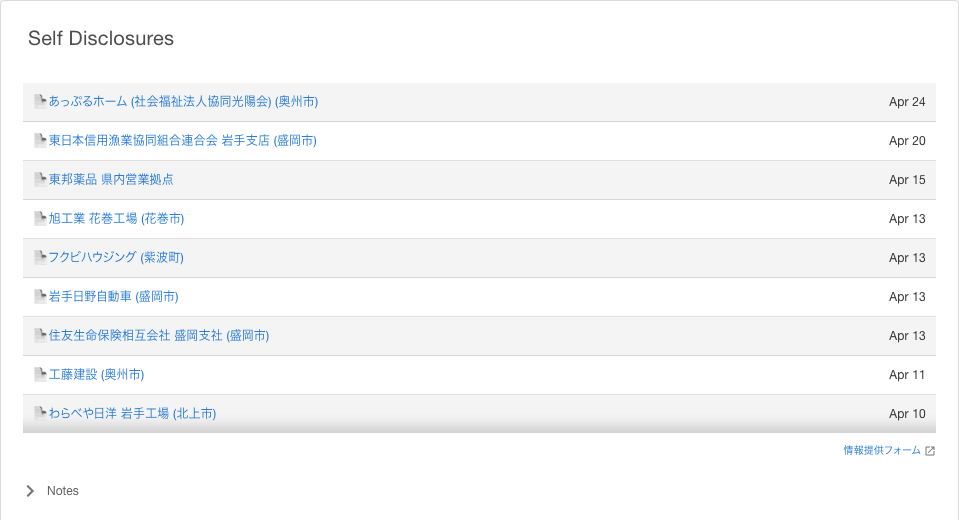 Self Disclosures
あっぷるホーム (社会福祉法人協同光陽会) (奥州市) Apr 24
東日本信用漁業協同組合連合会 岩手支店 (盛岡市) Apr 20
東邦薬品 県内営業拠点 Apr 15
旭工業 花巻工場 (花巻市) Apr 13
フクビハウジング (紫波町) Apr 13
岩手日野自動車 (盛岡市) Apr 13
住友生命保険相互会社 盛岡支社 (盛岡市) Apr 13
工藤建設 (奥州市) Apr 11
わらべや日洋 岩手工場 (北上市) Apr 10
情報提供フォーム
Notes